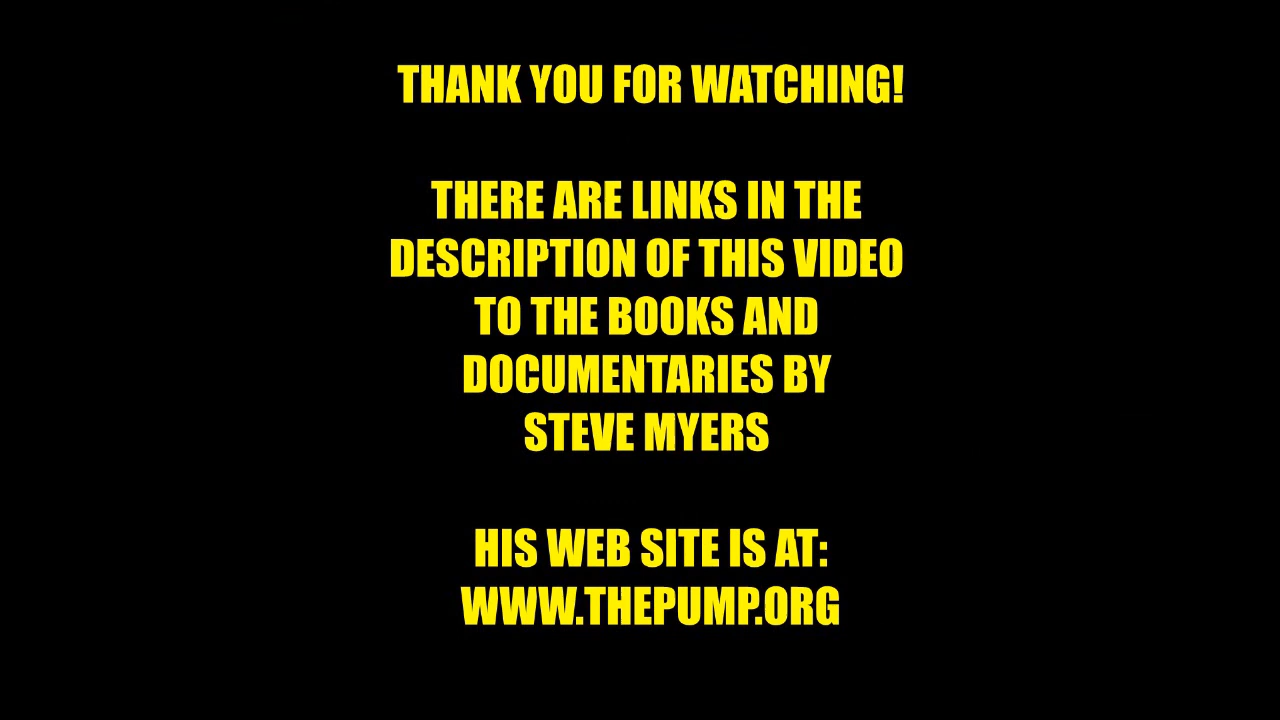 THANK YOU FOR WATCHING!
THERE ARE LINKS IN THE
DESCRIPTION OF THIS VIDEO
TO THE BOOKS AND
DOCUMENTARIES BY
STEVE MYERS
HIS WEB SITE IS AT:
WWW.THEPUMP.ORG